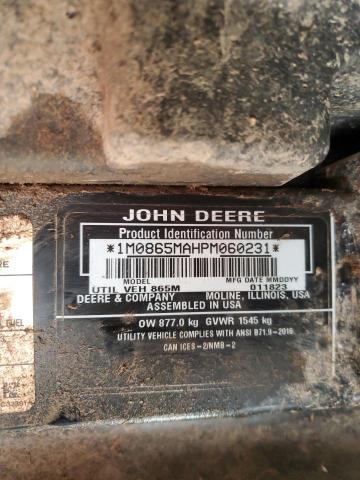 JOHN DEERE
Product Identification Number
*1M0865MAHPM060231*
MODEL MFG DATE MMDDYY
UTIL VEH 865M 011823
DEERE & COMPANY MOLINE, ILLINOIS, USA
ASSEMBLED IN USA
OW 877.0 kg GVWR 1545 kg
UTILITY VEHICLE COMPLIES WITH ANSI B71.9-2016
CAN ICES-2/NMB-2
FUEL